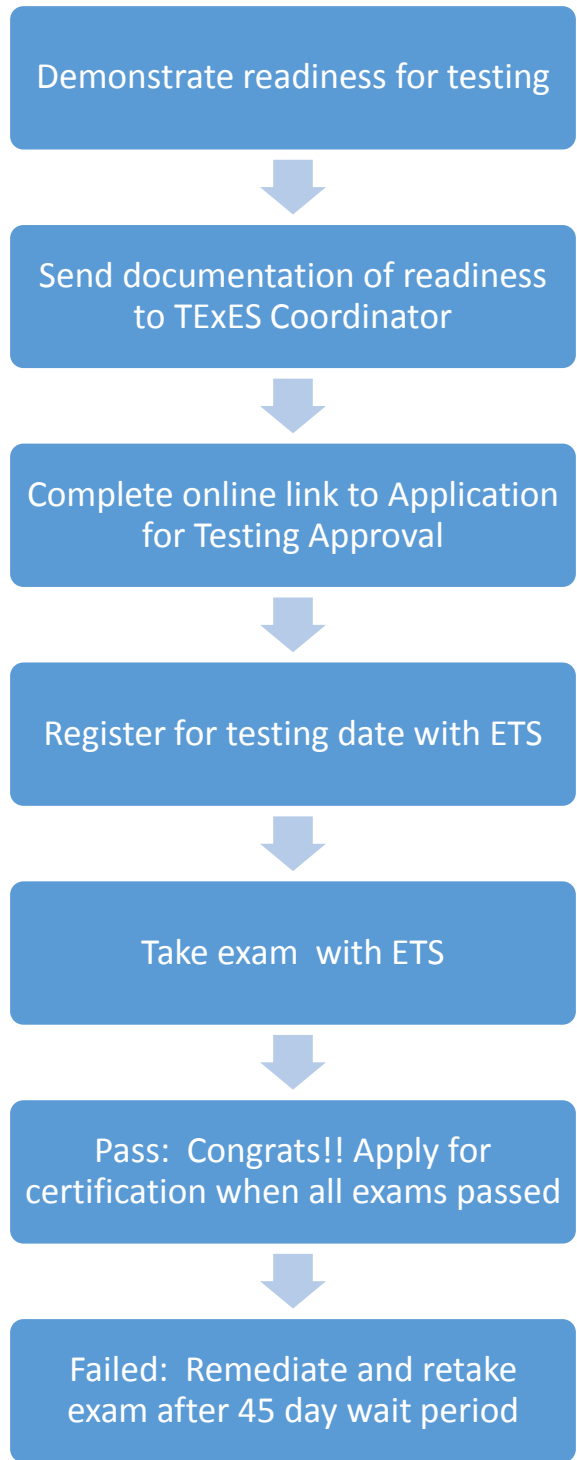 Demonstrate readiness for testing
Send documentation of readiness
to TExES Coordinator
Complete online link to Application
for Testing Approval
Register for testing date with ETS
Take exam  with ETS
Pass:  Congrats!! Apply for
certification when all exams passed
Failed:  Remediate and retake
exam after 45 day wait period